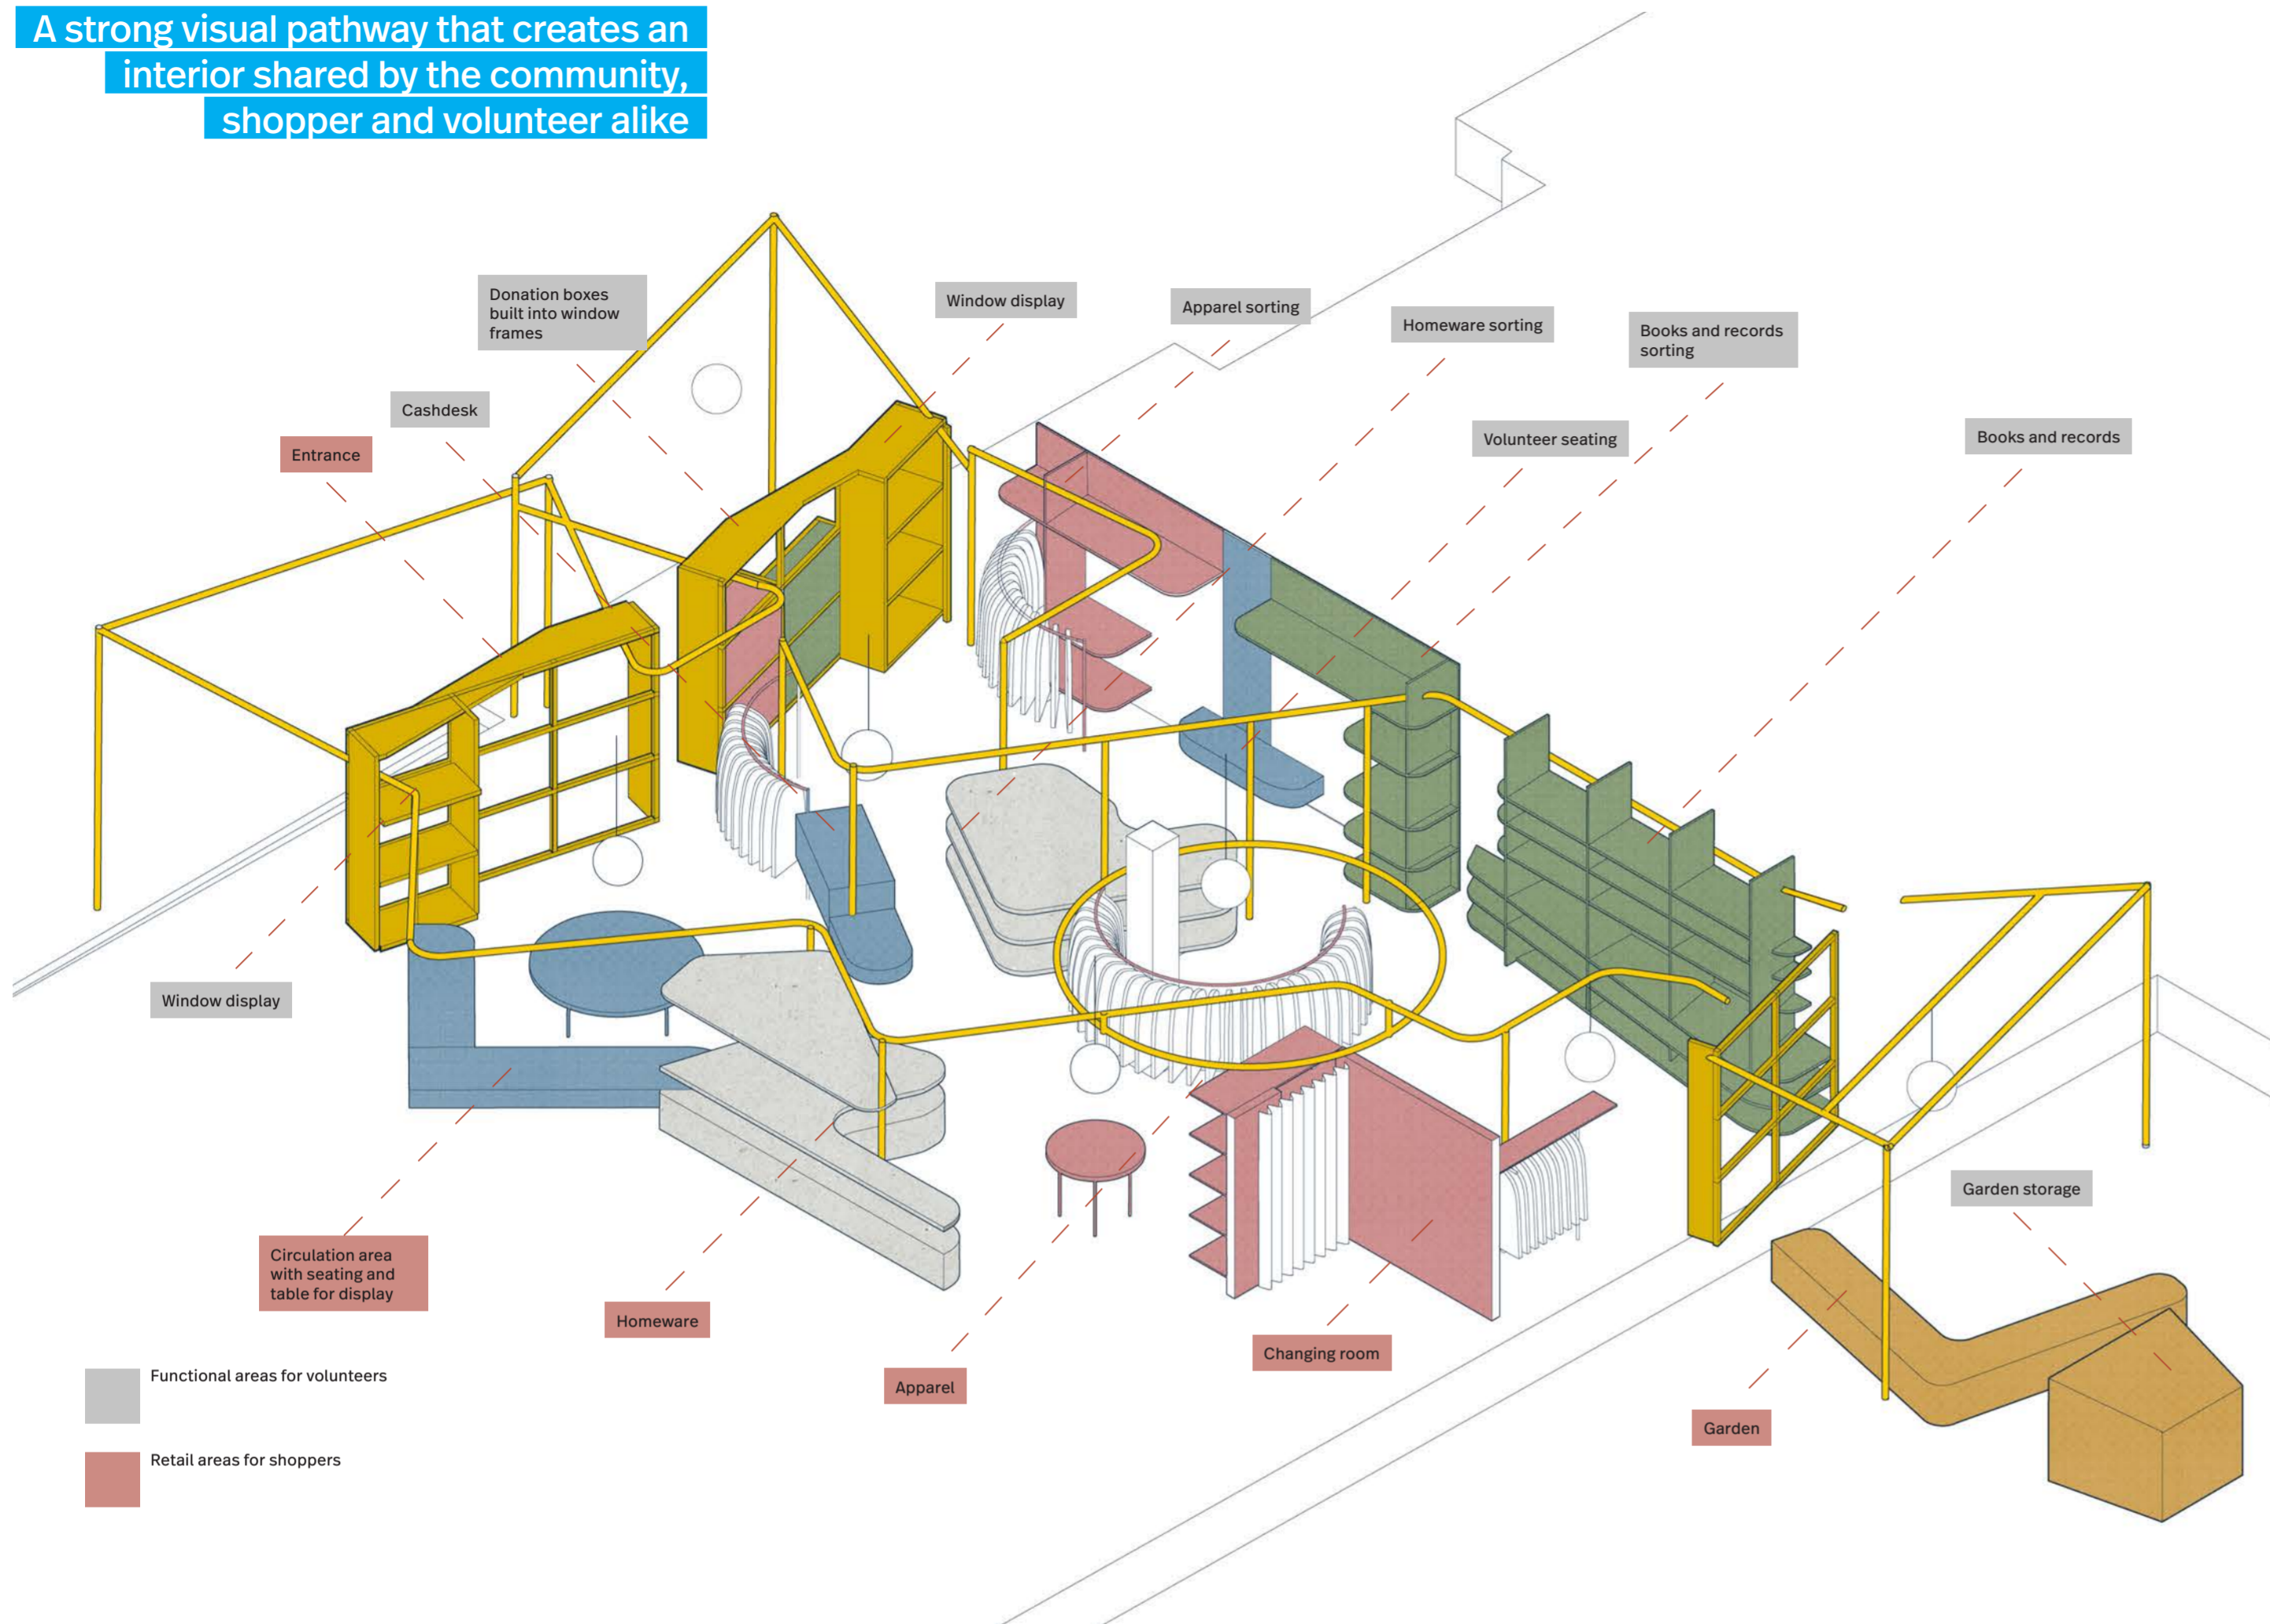 A strong visual pathway that creates an
interior shared by the community,
shopper and volunteer alike
Donation boxes
built into window
frames
Window display
Apparel sorting
Homeware sorting
Books and records
sorting
Cashdesk
Entrance
Volunteer seating
Books and records
Window display
Garden storage
Circulation area
with seating and
table for display
Homeware
Changing room
Apparel
Garden
Functional areas for volunteers
Retail areas for shoppers